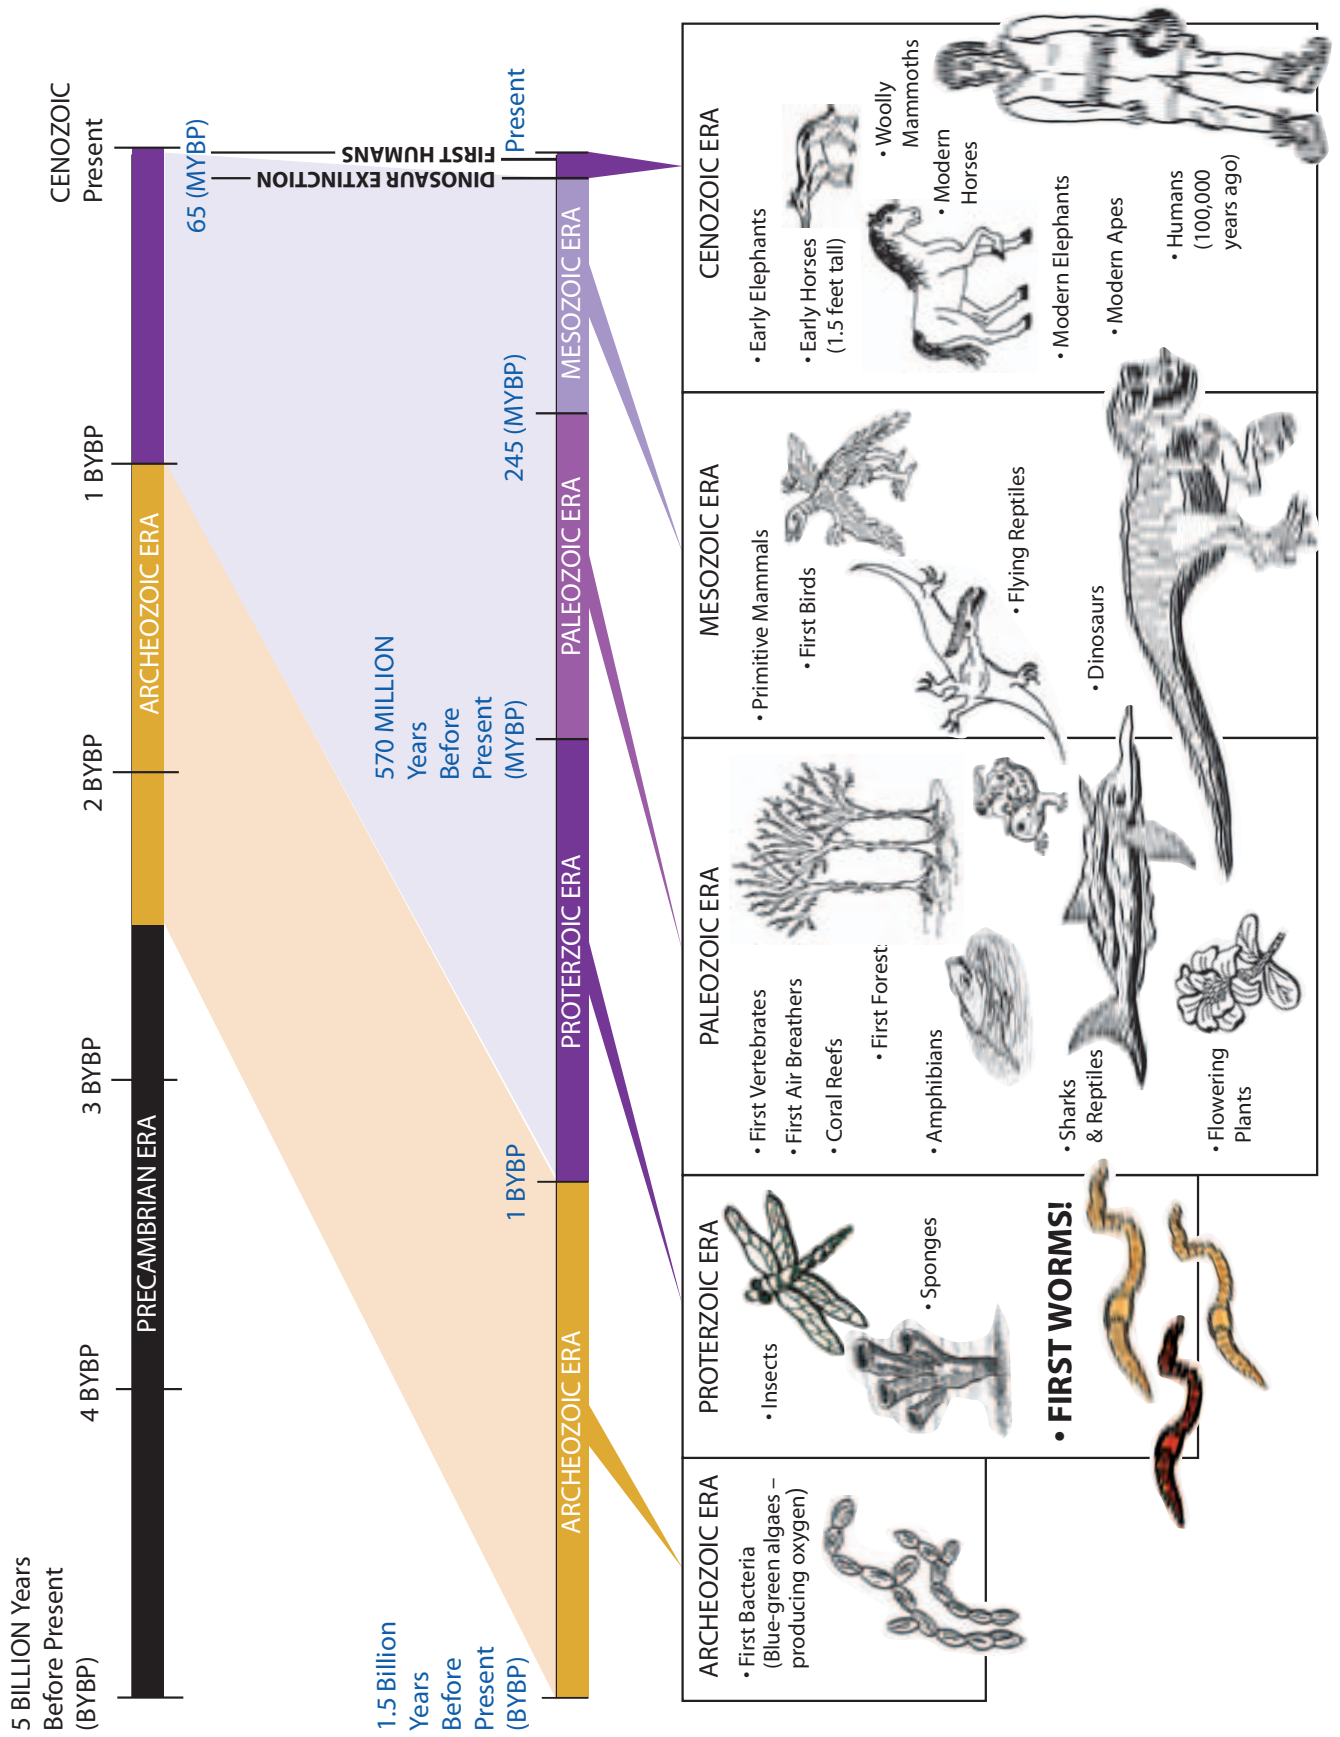 5 BILLION Years
Before Present
(BYBP)
4 BYBP
3 BYBP
2 BYBP
1 BYBP
CENOZOIC
Present
PRECAMBRIAN ERA
ARCHEOZOIC ERA
65 (MYBP)
DINOSAUR EXTINCTION
FIRST HUMANS
1.5 Billion
Years
Before
Present
(BYBP)
1 BYBP
570 MILLION
Years
Before
Present
(MYBP)
245 (MYBP)
Present
ARCHEOZOIC ERA
PROTERZOIC ERA
PALEOZOIC ERA
MESOZOIC ERA
ARCHEOZOIC ERA
• First Bacteria
(Blue-green algaes –
producing oxygen)
PROTERZOIC ERA
• Insects
• Sponges
• FIRST WORMS!
PALEOZOIC ERA
• First Vertebrates
• First Air Breathers
• Coral Reefs
• First Forest
• Amphibians
• Sharks
& Reptiles
• Flowering
Plants
MESOZOIC ERA
• Primitive Mammals
• First Birds
• Flying Reptiles
• Dinosaurs
CENOZOIC ERA
• Early Elephants
• Early Horses
(1.5 feet tall)
• Woolly
Mammoths
• Modern
Horses
• Modern Elephants
• Modern Apes
• Humans
(100,000
years ago)